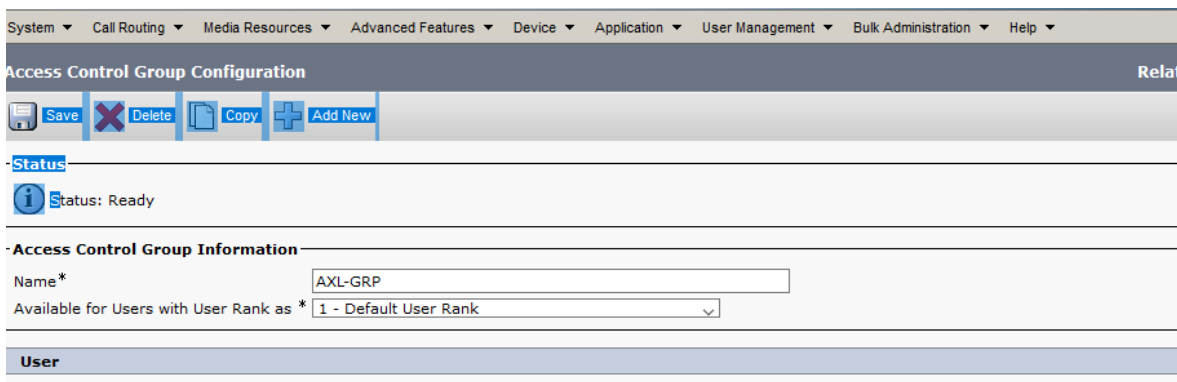 System Call Routing Media Resources Advanced Features Device Application User Management Bulk Administration Help
Access Control Group Configuration Rela
Save Delete Copy Add New
Status
Status: Ready
Access Control Group Information
Name* AXL-GRP
Available for Users with User Rank as * 1 - Default User Rank
User